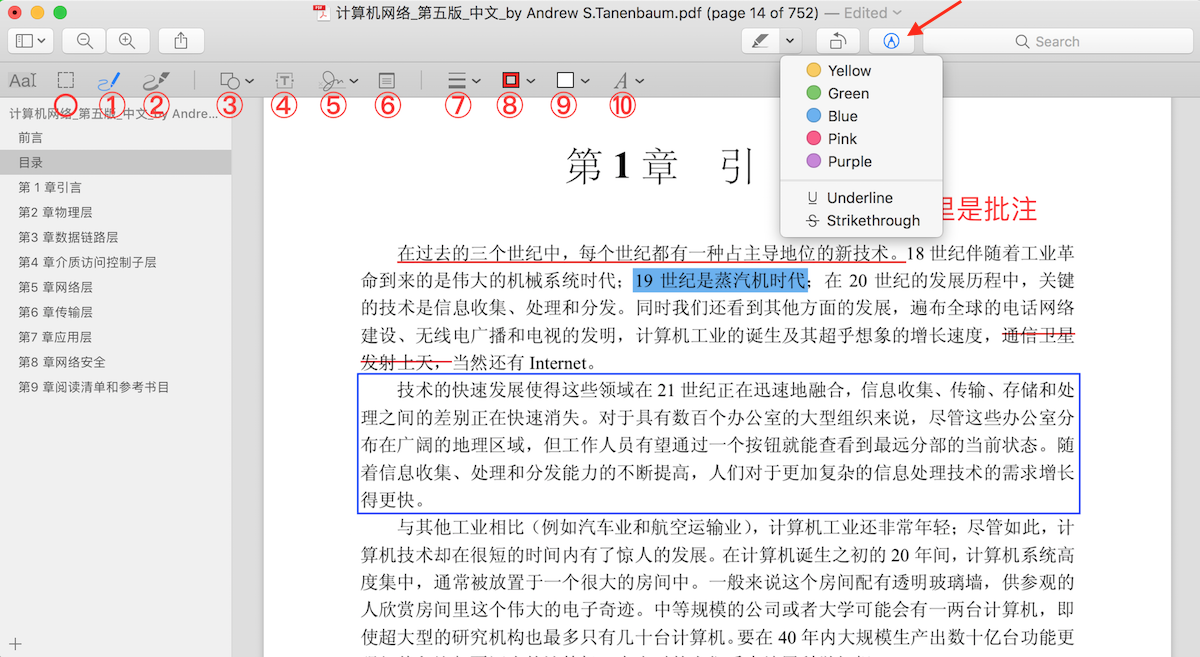 计算机网络_第五版_中文_by Andrew S.Tanenbaum.pdf (page 14 of 752) — Edited
Search
AaI
T
A
① ② ③ ④ ⑤ ⑥ ⑦ ⑧ ⑨ ⑩
Yellow
Green
Blue
Pink
Purple
U Underline
S Strikethrough
计算机网络_第五版_中文_by Andre...
前言
目录
第 1 章引言
第2 章物理层
第3 章数据链路层
第4 章介质访问控制子层
第5 章网络层
第6 章传输层
第7 章应用层
第8 章网络安全
第9 章阅读清单和参考书目
第 1 章 引
里是批注
在过去的三个世纪中，每个世纪都有一种占主导地位的新技术。18 世纪伴随着工业革
命到来的是伟大的机械系统时代；19 世纪是蒸汽机时代；在 20 世纪的发展历程中，关键
的技术是信息收集、处理和分发。同时我们还看到其他方面的发展，遍布全球的电话网络
建设、无线电广播和电视的发明，计算机工业的诞生及其超乎想象的增长速度，通信卫星
发射上天，当然还有 Internet。
技术的快速发展使得这些领域在 21 世纪正在迅速地融合，信息收集、传输、存储和处
理之间的差别正在快速消失。对于具有数百个办公室的大型组织来说，尽管这些办公室分
布在广阔的地理区域，但工作人员有望通过一个按钮就能查看到最远分部的当前状态。随
着信息收集、处理和分发能力的不断提高，人们对于更加复杂的信息处理技术的需求增长
得更快。
与其他工业相比（例如汽车业和航空运输业），计算机工业还非常年轻；尽管如此，计
算机技术却在很短的时间内有了惊人的发展。在计算机诞生之初的 20 年间，计算机系统高
度集中，通常被放置于一个很大的房间中。一般来说这个房间配有透明玻璃墙，供参观的
人欣赏房间里这个伟大的电子奇迹。中等规模的公司或者大学可能会有一两台计算机，即
使超大型的研究机构也最多只有几十台计算机。要在 40 年内大规模生产出数十亿台功能更